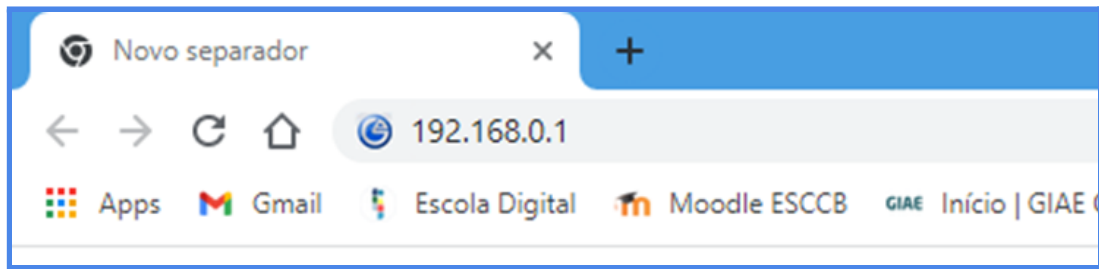 Novo separador
192.168.0.1
Apps Gmail Escola Digital Moodle ESCCB GIAE Início | GIAE